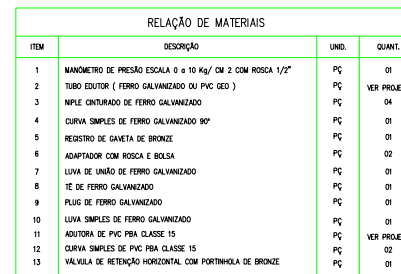 RELAÇÃO DE MATERIAIS
ITEM DESCRIÇÃO UNID. QUANT.
1 MANÔMETRO DE PRESÃO ESCALA 0 a 10 Kg/ CM 2 COM ROSCA 1/2" PÇ 01
2 TUBO EDUTOR ( FERRO GALVANIZADO OU PVC GEO ) PÇ VER PROJE
3 NIPLE CINTURADO DE FERRO GALVANIZADO PÇ 04
4 CURVA SIMPLES DE FERRO GALVANIZADO 90° PÇ 01
5 REGISTRO DE GAVETA DE BRONZE PÇ 01
6 ADAPTADOR COM ROSCA E BOLSA PÇ 02
7 LUVA DE UNIÃO DE FERRO GALVANIZADO PÇ 01
8 TÊ DE FERRO GALVANIZADO PÇ 01
9 PLUG DE FERRO GALVANIZADO PÇ 01
10 LUVA SIMPLES DE FERRO GALVANIZADO PÇ 01
11 ADUTORA DE PVC PBA CLASSE 15 PÇ VER PROJE
12 CURVA SIMPLES DE PVC PBA CLASSE 15 PÇ 02
13 VÁLVULA DE RETENÇÃO HORIZONTAL COM PORTINHOLA DE BRONZE PÇ 01